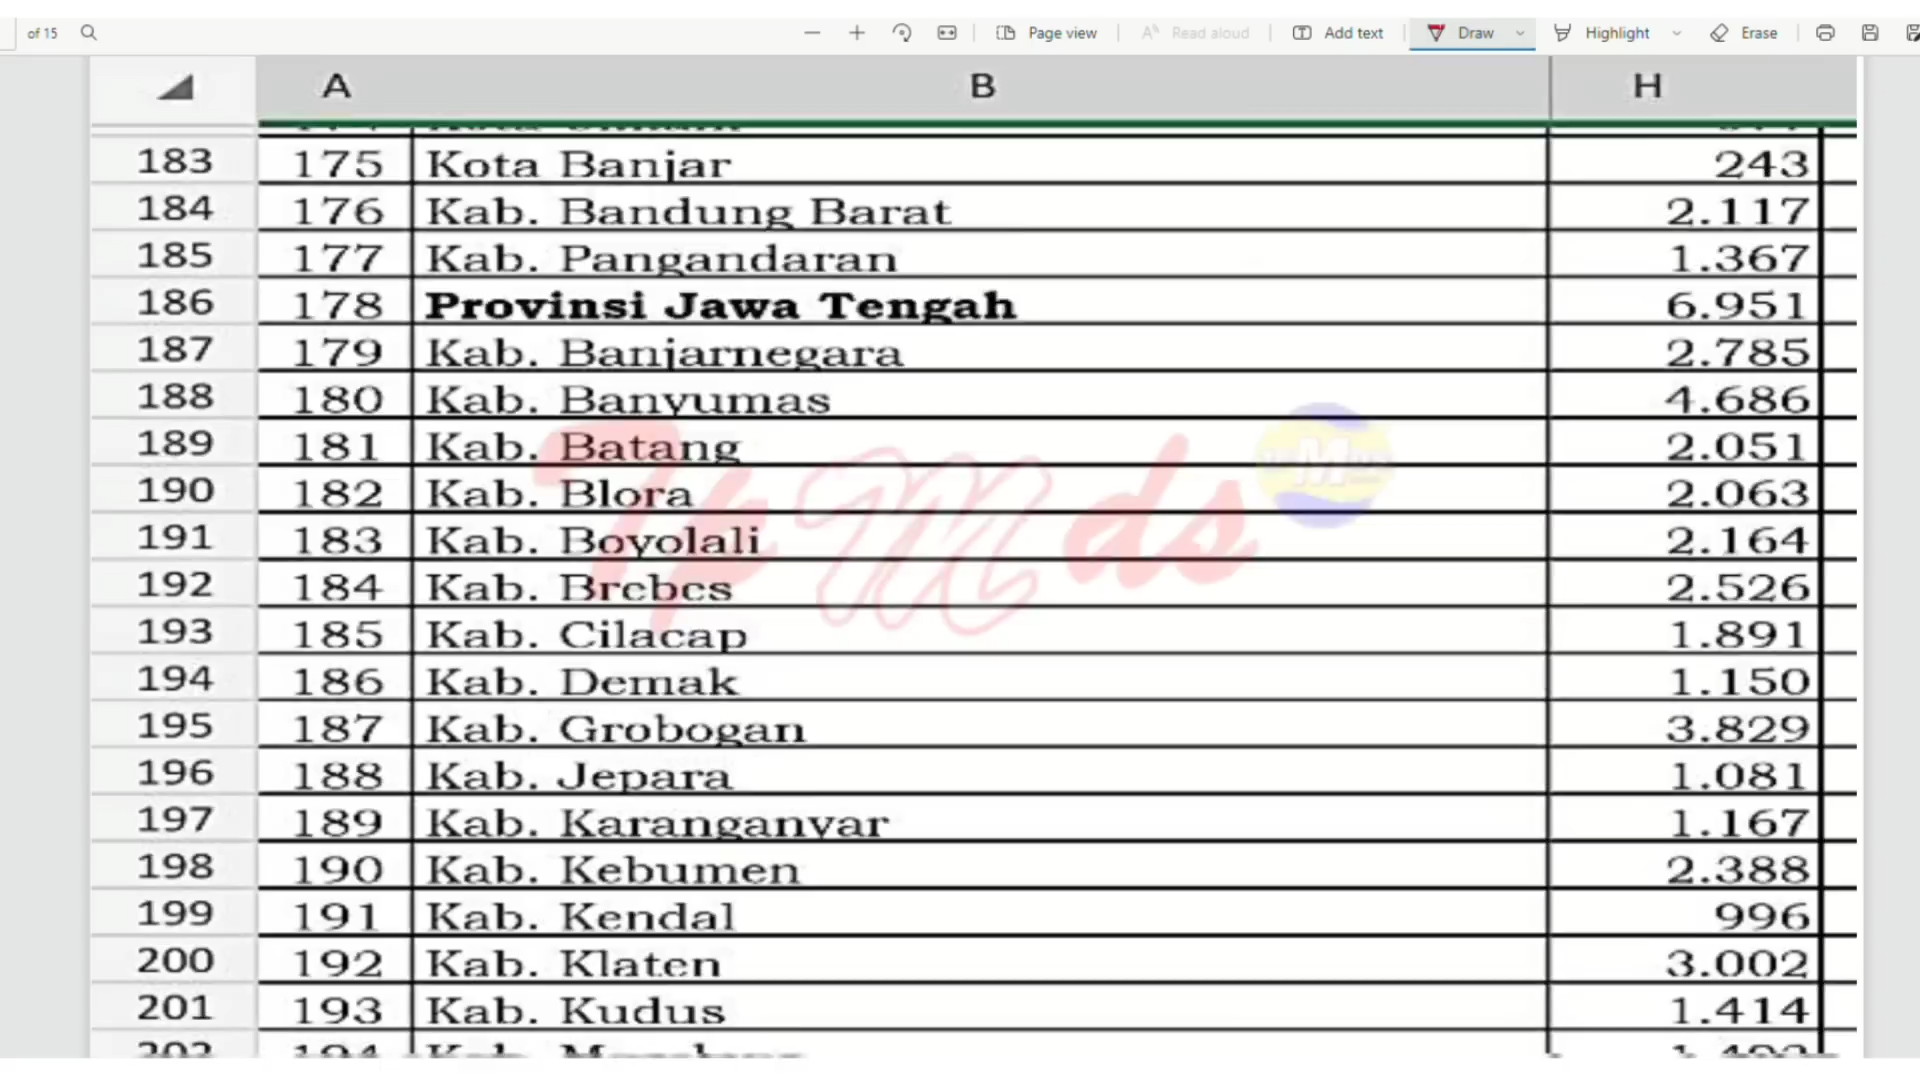 of 15 Page view Read aloud Add text Draw Highlight Erase
A B H
183 175 Kota Banjar 243
184 176 Kab. Bandung Barat 2.117
185 177 Kab. Pangandaran 1.367
186 178 Provinsi Jawa Tengah 6.951
187 179 Kab. Banjarnegara 2.785
188 180 Kab. Banyumas 4.686
189 181 Kab. Batang 2.051
190 182 Kab. Blora 2.063
191 183 Kab. Boyolali 2.164
192 184 Kab. Brebes 2.526
193 185 Kab. Cilacap 1.891
194 186 Kab. Demak 1.150
195 187 Kab. Grobogan 3.829
196 188 Kab. Jepara 1.081
197 189 Kab. Karanganyar 1.167
198 190 Kab. Kebumen 2.388
199 191 Kab. Kendal 996
200 192 Kab. Klaten 3.002
201 193 Kab. Kudus 1.414